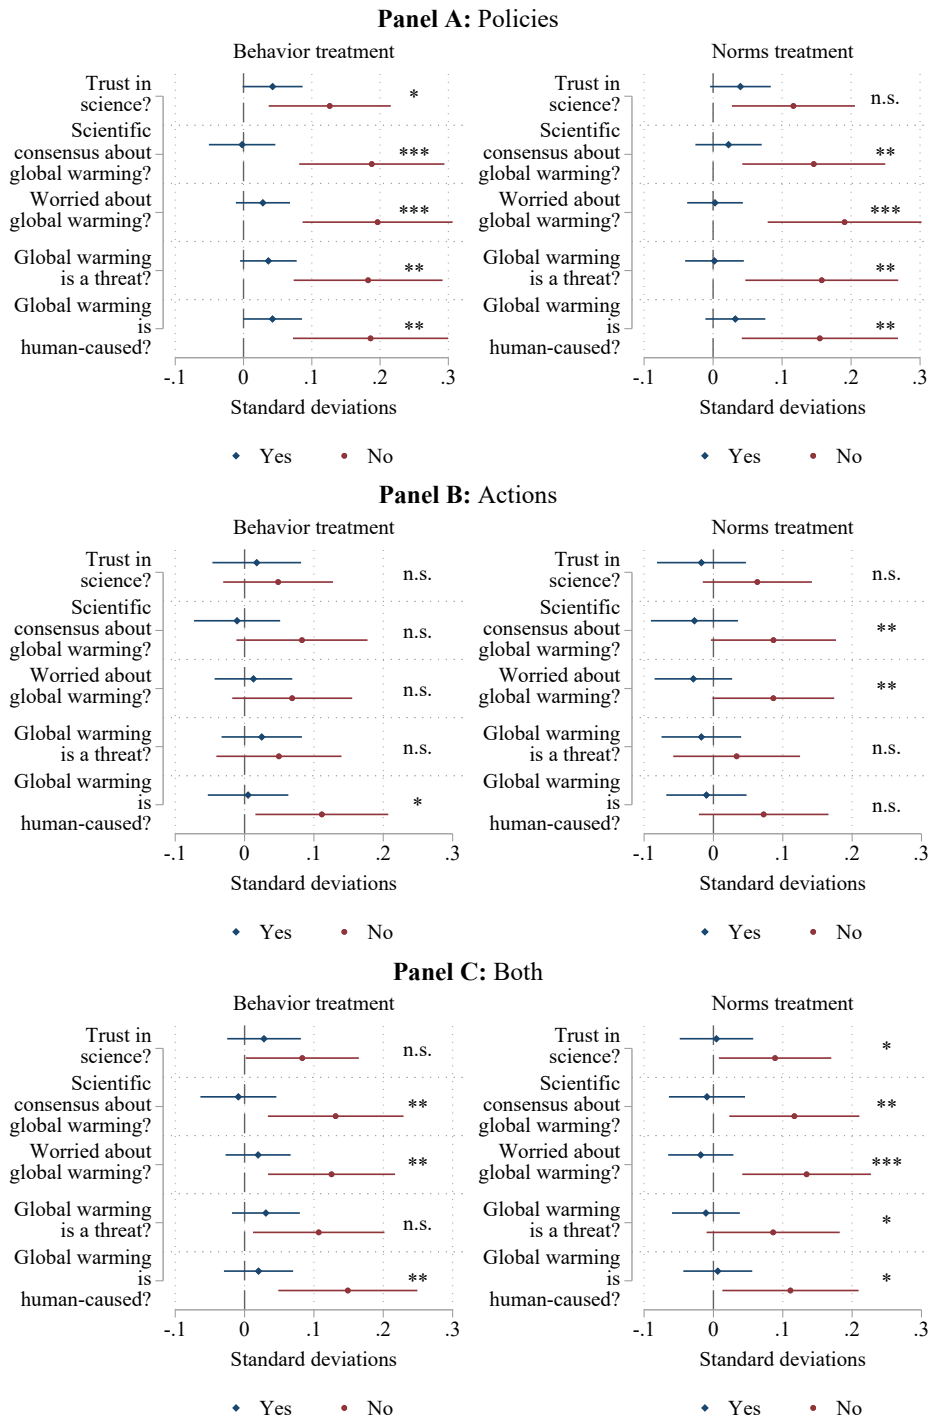 Panel A: Policies
Behavior treatment
Trust in
science?
*
Scientific
consensus about
global warming?
***
Worried about
global warming?
***
Global warming
is a threat?
**
Global warming
is
human-caused?
**
-.1 0 .1 .2 .3
Standard deviations
Yes No
Norms treatment
Trust in
science?
n.s.
Scientific
consensus about
global warming?
**
Worried about
global warming?
***
Global warming
is a threat?
**
Global warming
is
human-caused?
**
-.1 0 .1 .2 .3
Standard deviations
Yes No
Panel B: Actions
Behavior treatment
Trust in
science?
n.s.
Scientific
consensus about
global warming?
n.s.
Worried about
global warming?
n.s.
Global warming
is a threat?
n.s.
Global warming
is
human-caused?
*
-.1 0 .1 .2 .3
Standard deviations
Yes No
Norms treatment
Trust in
science?
n.s.
Scientific
consensus about
global warming?
**
Worried about
global warming?
**
Global warming
is a threat?
n.s.
Global warming
is
human-caused?
n.s.
-.1 0 .1 .2 .3
Standard deviations
Yes No
Panel C: Both
Behavior treatment
Trust in
science?
n.s.
Scientific
consensus about
global warming?
**
Worried about
global warming?
**
Global warming
is a threat?
n.s.
Global warming
is
human-caused?
**
-.1 0 .1 .2 .3
Standard deviations
Yes No
Norms treatment
Trust in
science?
*
Scientific
consensus about
global warming?
**
Worried about
global warming?
***
Global warming
is a threat?
*
Global warming
is
human-caused?
*
-.1 0 .1 .2 .3
Standard deviations
Yes No